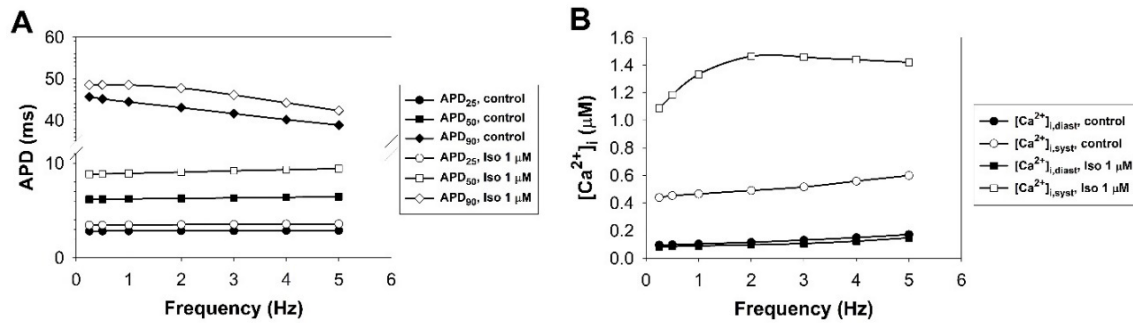 A
60
50
40
10
0
APD (ms)
0 1 2 3 4 5 6
Frequency (Hz)
APD25, control
APD50, control
APD90, control
APD25, Iso 1 μM
APD50, Iso 1 μM
APD90, Iso 1 μM
B
1.6
1.4
1.2
1.0
0.8
0.6
0.4
0.2
0.0
[Ca2+]i (μM)
0 1 2 3 4 5 6
Frequency (Hz)
[Ca2+]i,diast, control
[Ca2+]i,syst, control
[Ca2+]i,diast, Iso 1 μM
[Ca2+]i,syst, Iso 1 μM